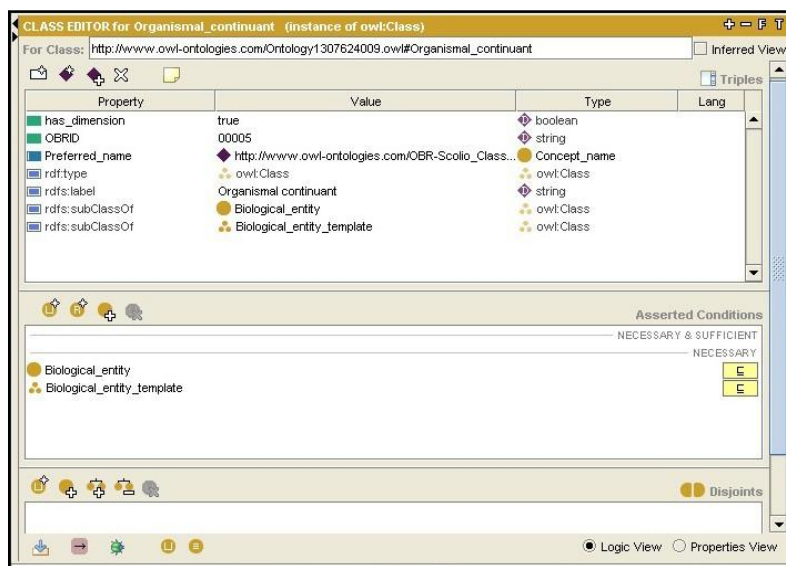 CLASS EDITOR for Organismal_continuant (instance of owl:Class) F T
For Class: http://www.owl-ontologies.com/Ontology1307624009.owl#Organismal_continuant Inferred View
Triples
Property Value Type Lang
has_dimension true boolean
OBRID 00005 string
Preferred_name http://www.owl-ontologies.com/OBR-Scolio_Class... Concept_name
rdf:type owl:Class owl:Class
rdfs:label Organismal continuant string
rdfs:subClassOf Biological_entity owl:Class
rdfs:subClassOf Biological_entity_template owl:Class
Asserted Conditions
NECESSARY & SUFFICIENT
NECESSARY
Biological_entity ⊑
Biological_entity_template ⊑
Disjoints
Logic View Properties View